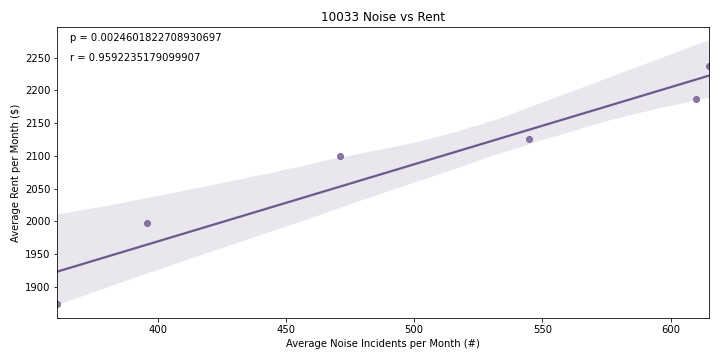 10033 Noise vs Rent
p = 0.0024601822708930697
r = 0.9592235179099907
2250
2200
2150
2100
2050
2000
1950
1900
Average Rent per Month ($)
400
450
500
550
600
Average Noise Incidents per Month (#)